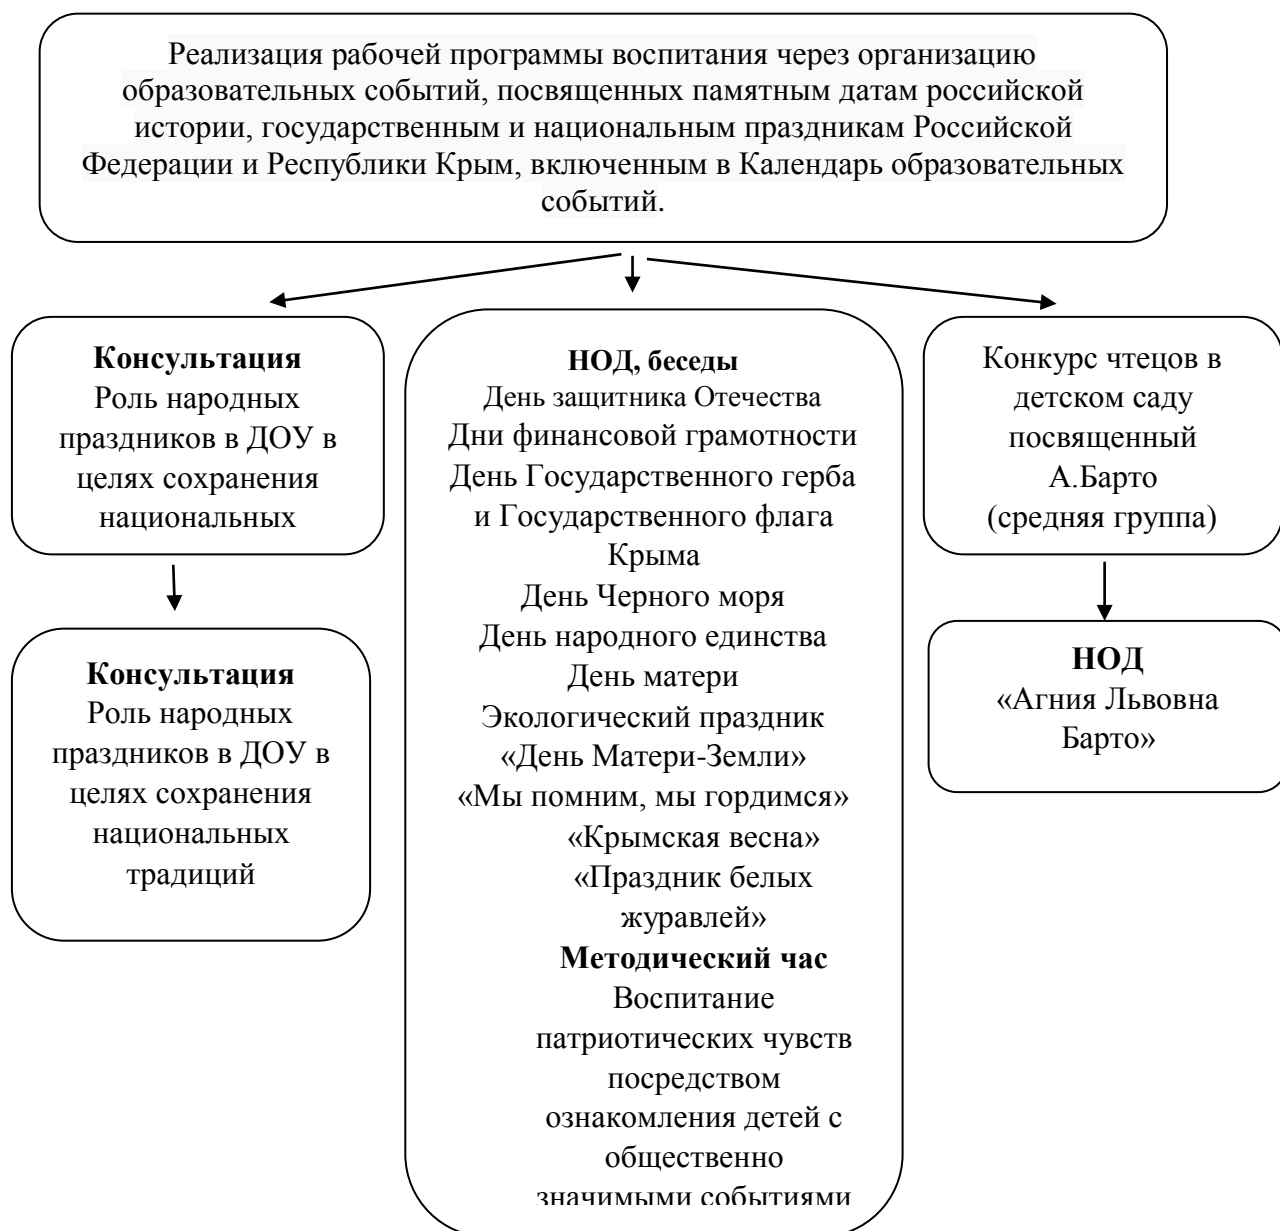 Реализация рабочей программы воспитания через организацию
образовательных событий, посвященных памятным датам российской
истории, государственным и национальным праздникам Российской
Федерации и Республики Крым, включенным в Календарь образовательных
событий.
Консультация
Роль народных
праздников в ДОУ в
целях сохранения
национальных
Консультация
Роль народных
праздников в ДОУ в
целях сохранения
национальных
традиций
НОД, беседы
День защитника Отечества
Дни финансовой грамотности
День Государственного герба
и Государственного флага
Крыма
День Черного моря
День народного единства
День матери
Экологический праздник
«День Матери-Земли»
«Мы помним, мы гордимся»
«Крымская весна»
«Праздник белых
журавлей»
Методический час
Воспитание
патриотических чувств
посредством
ознакомления детей с
общественно
значимыми событиями
Конкурс чтецов в
детском саду
посвященный
А.Барто
(средняя группа)
НОД
«Агния Львовна
Барто»